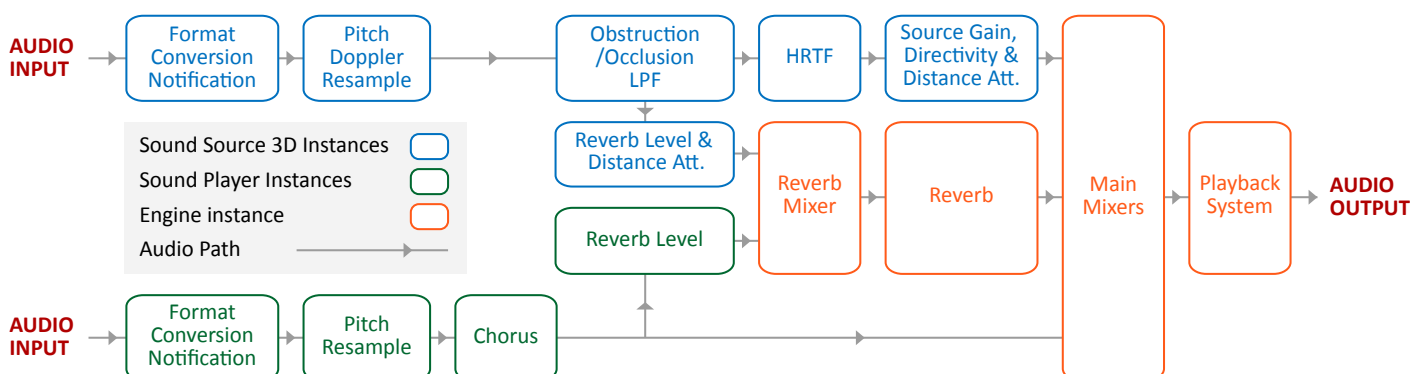 AUDIO
INPUT
Format
Conversion
Notification
Pitch
Doppler
Resample
Obstruction
/Occlusion
LPF
HRTF
Source Gain,
Directivity &
Distance Att.
Sound Source 3D Instances
Sound Player Instances
Engine instance
Audio Path
Reverb Level &
Distance Att.
Reverb Level
Reverb
Mixer
Reverb
Main
Mixers
Playback
System
AUDIO
OUTPUT
AUDIO
INPUT
Format
Conversion
Notification
Pitch
Resample
Chorus